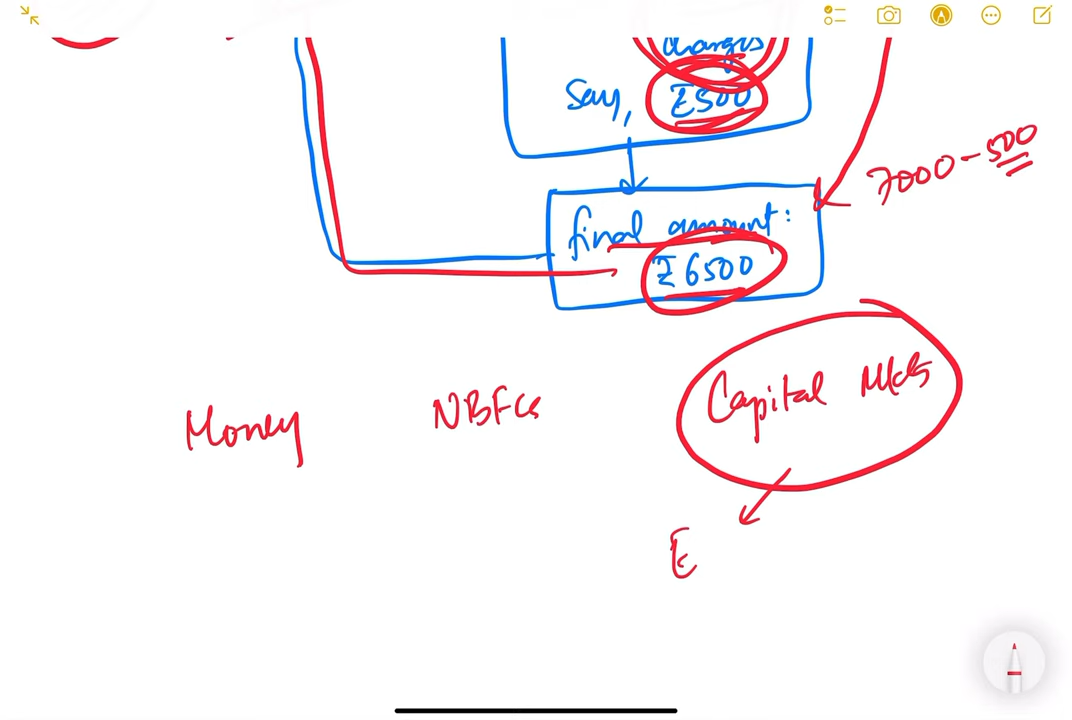 charges
Say, ₹500
7000-500
final amount:
₹6500
Money NBFCs Capital Mkts
E